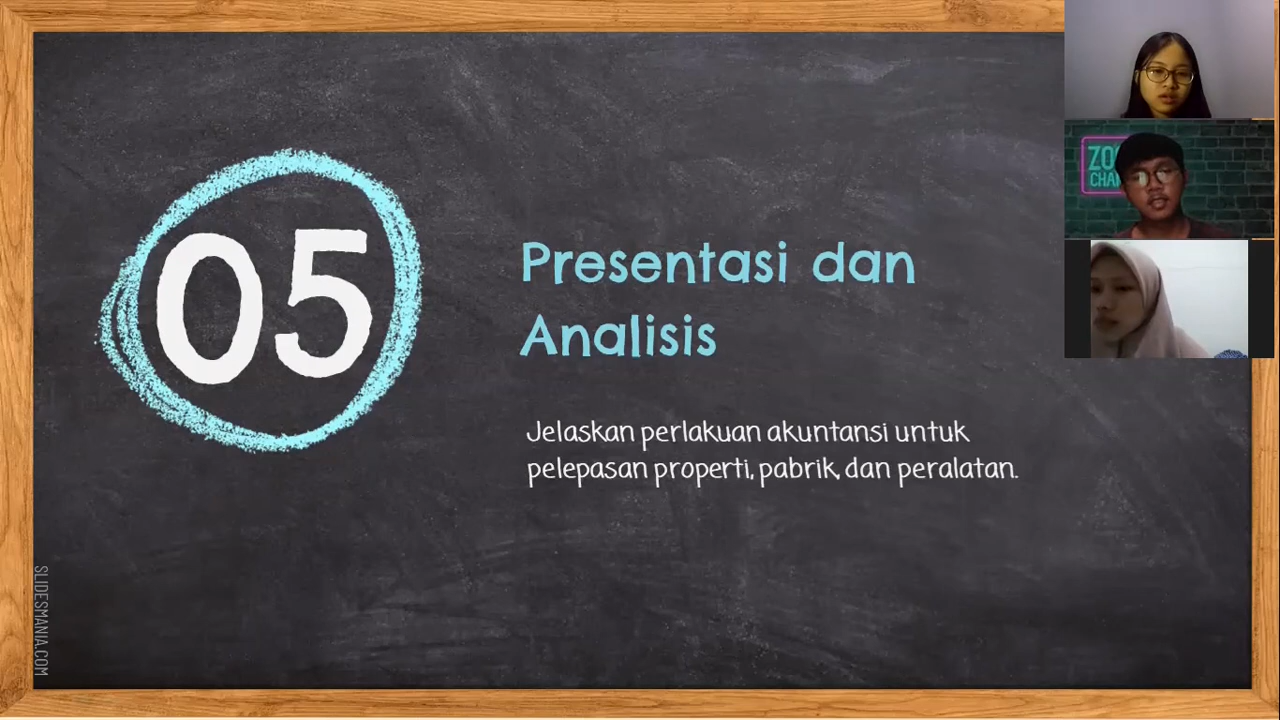 05
Presentasi dan
Analisis
Jelaskan perlakuan akuntansi untuk
pelepasan properti, pabrik, dan peralatan.
SLIDESMANIA.COM